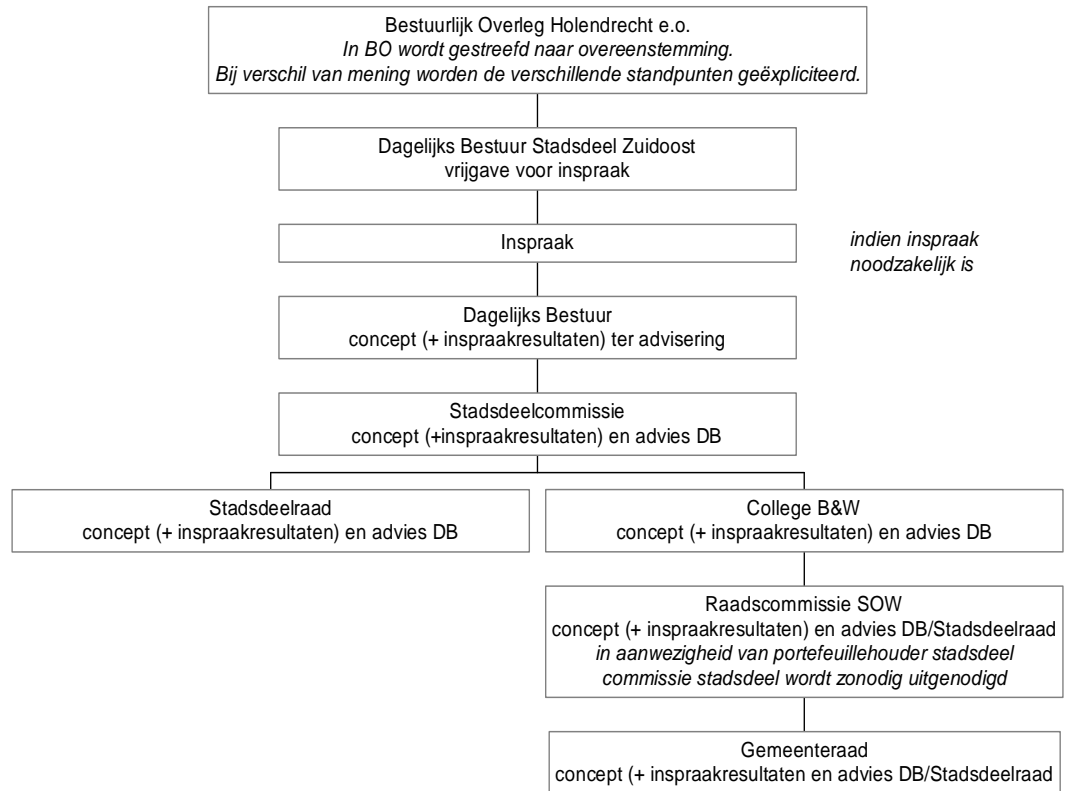 Bestuurlijk Overleg Holendrecht e.o.
In BO wordt gestreefd naar overeenstemming.
Bij verschil van mening worden de verschillende standpunten geëxpliciteerd.
Dagelijks Bestuur Stadsdeel Zuidoost
vrijgave voor inspraak
Inspraak
indien inspraak
noodzakelijk is
Dagelijks Bestuur
concept (+ inspraakresultaten) ter advisering
Stadsdeelcommissie
concept (+inspraakresultaten) en advies DB
Stadsdeelraad
concept (+ inspraakresultaten) en advies DB
College B&W
concept (+ inspraakresultaten) en advies DB
Raadscommissie SOW
concept (+ inspraakresultaten) en advies DB/Stadsdeelraad
in aanwezigheid van portefeuillehouder stadsdeel
commissie stadsdeel wordt zonodig uitgenodigd
Gemeenteraad
concept (+ inspraakresultaten en advies DB/Stadsdeelraad